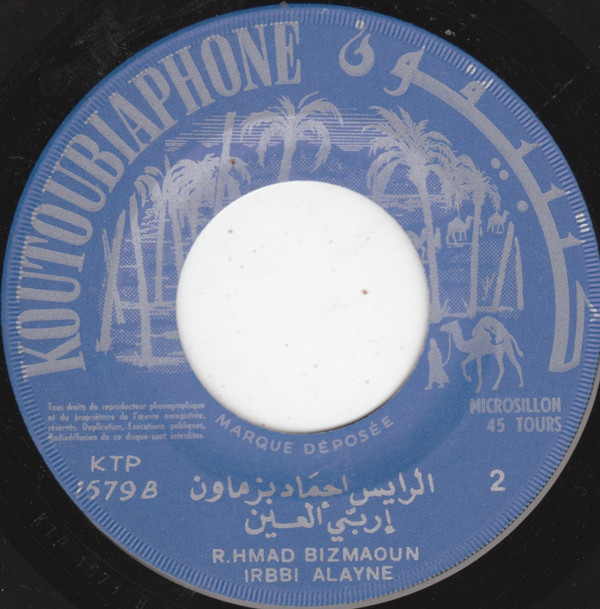 KOUTOUBIAPHONE
كتبيفون
Tous droits du reproducteur phonographique
et du propriétaire de l'œuvre enregistrée,
réservés. Duplication, Exécutions publiques,
Radiodiffusion de ce disque sont interdites.
MARQUE DÉPOSÉE
MICROSILLON
45 TOURS
KTP
1579 B
2
الرايس احماد بزماون
إربّي العين
R.HMAD BIZMAOUN
IRBBI ALAYNE
KTP 1579 B